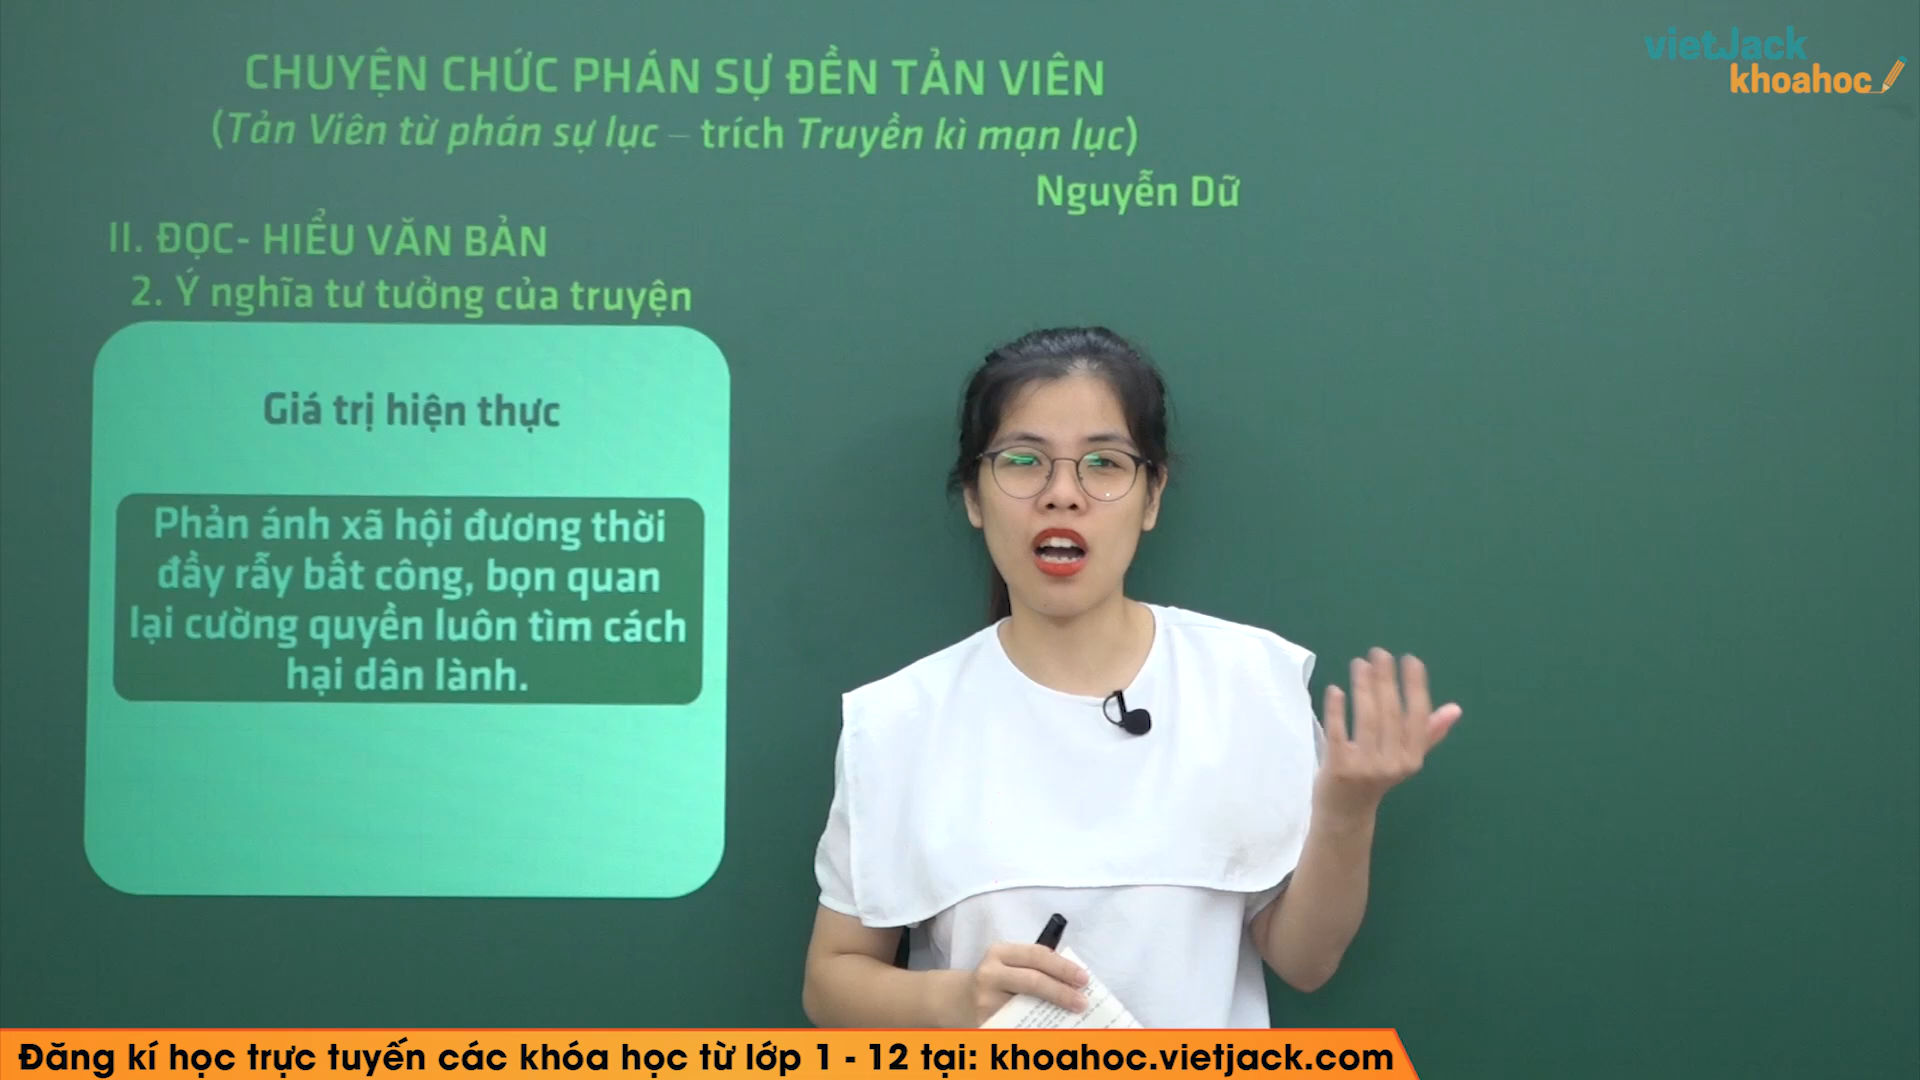 vietJack
khoahoc
CHUYỆN CHỨC PHÁN SỰ ĐỀN TẢN VIÊN
(Tản Viên từ phán sự lục – trích Truyền kì mạn lục)
Nguyễn Dữ
II. ĐỌC- HIỂU VĂN BẢN
2. Ý nghĩa tư tưởng của truyện
Giá trị hiện thực
Phản ánh xã hội đương thời
đầy rẫy bất công, bọn quan
lại cường quyền luôn tìm cách
hại dân lành.
Đăng kí học trực tuyến các khóa học từ lớp 1 - 12 tại: khoahoc.vietjack.com